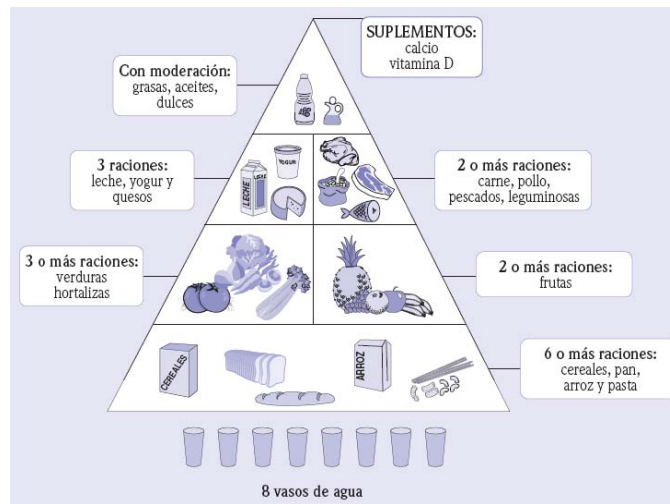 SUPLEMENTOS:
calcio
vitamina D
Con moderación:
grasas, aceites,
dulces
3 raciones:
leche, yogur y
quesos
YOGUR
LECHE
2 o más raciones:
carne, pollo,
pescados, leguminosas
3 o más raciones:
verduras
hortalizas
2 o más raciones:
frutas
CEREALES
ARROZ
6 o más raciones:
cereales, pan,
arroz y pasta
8 vasos de agua